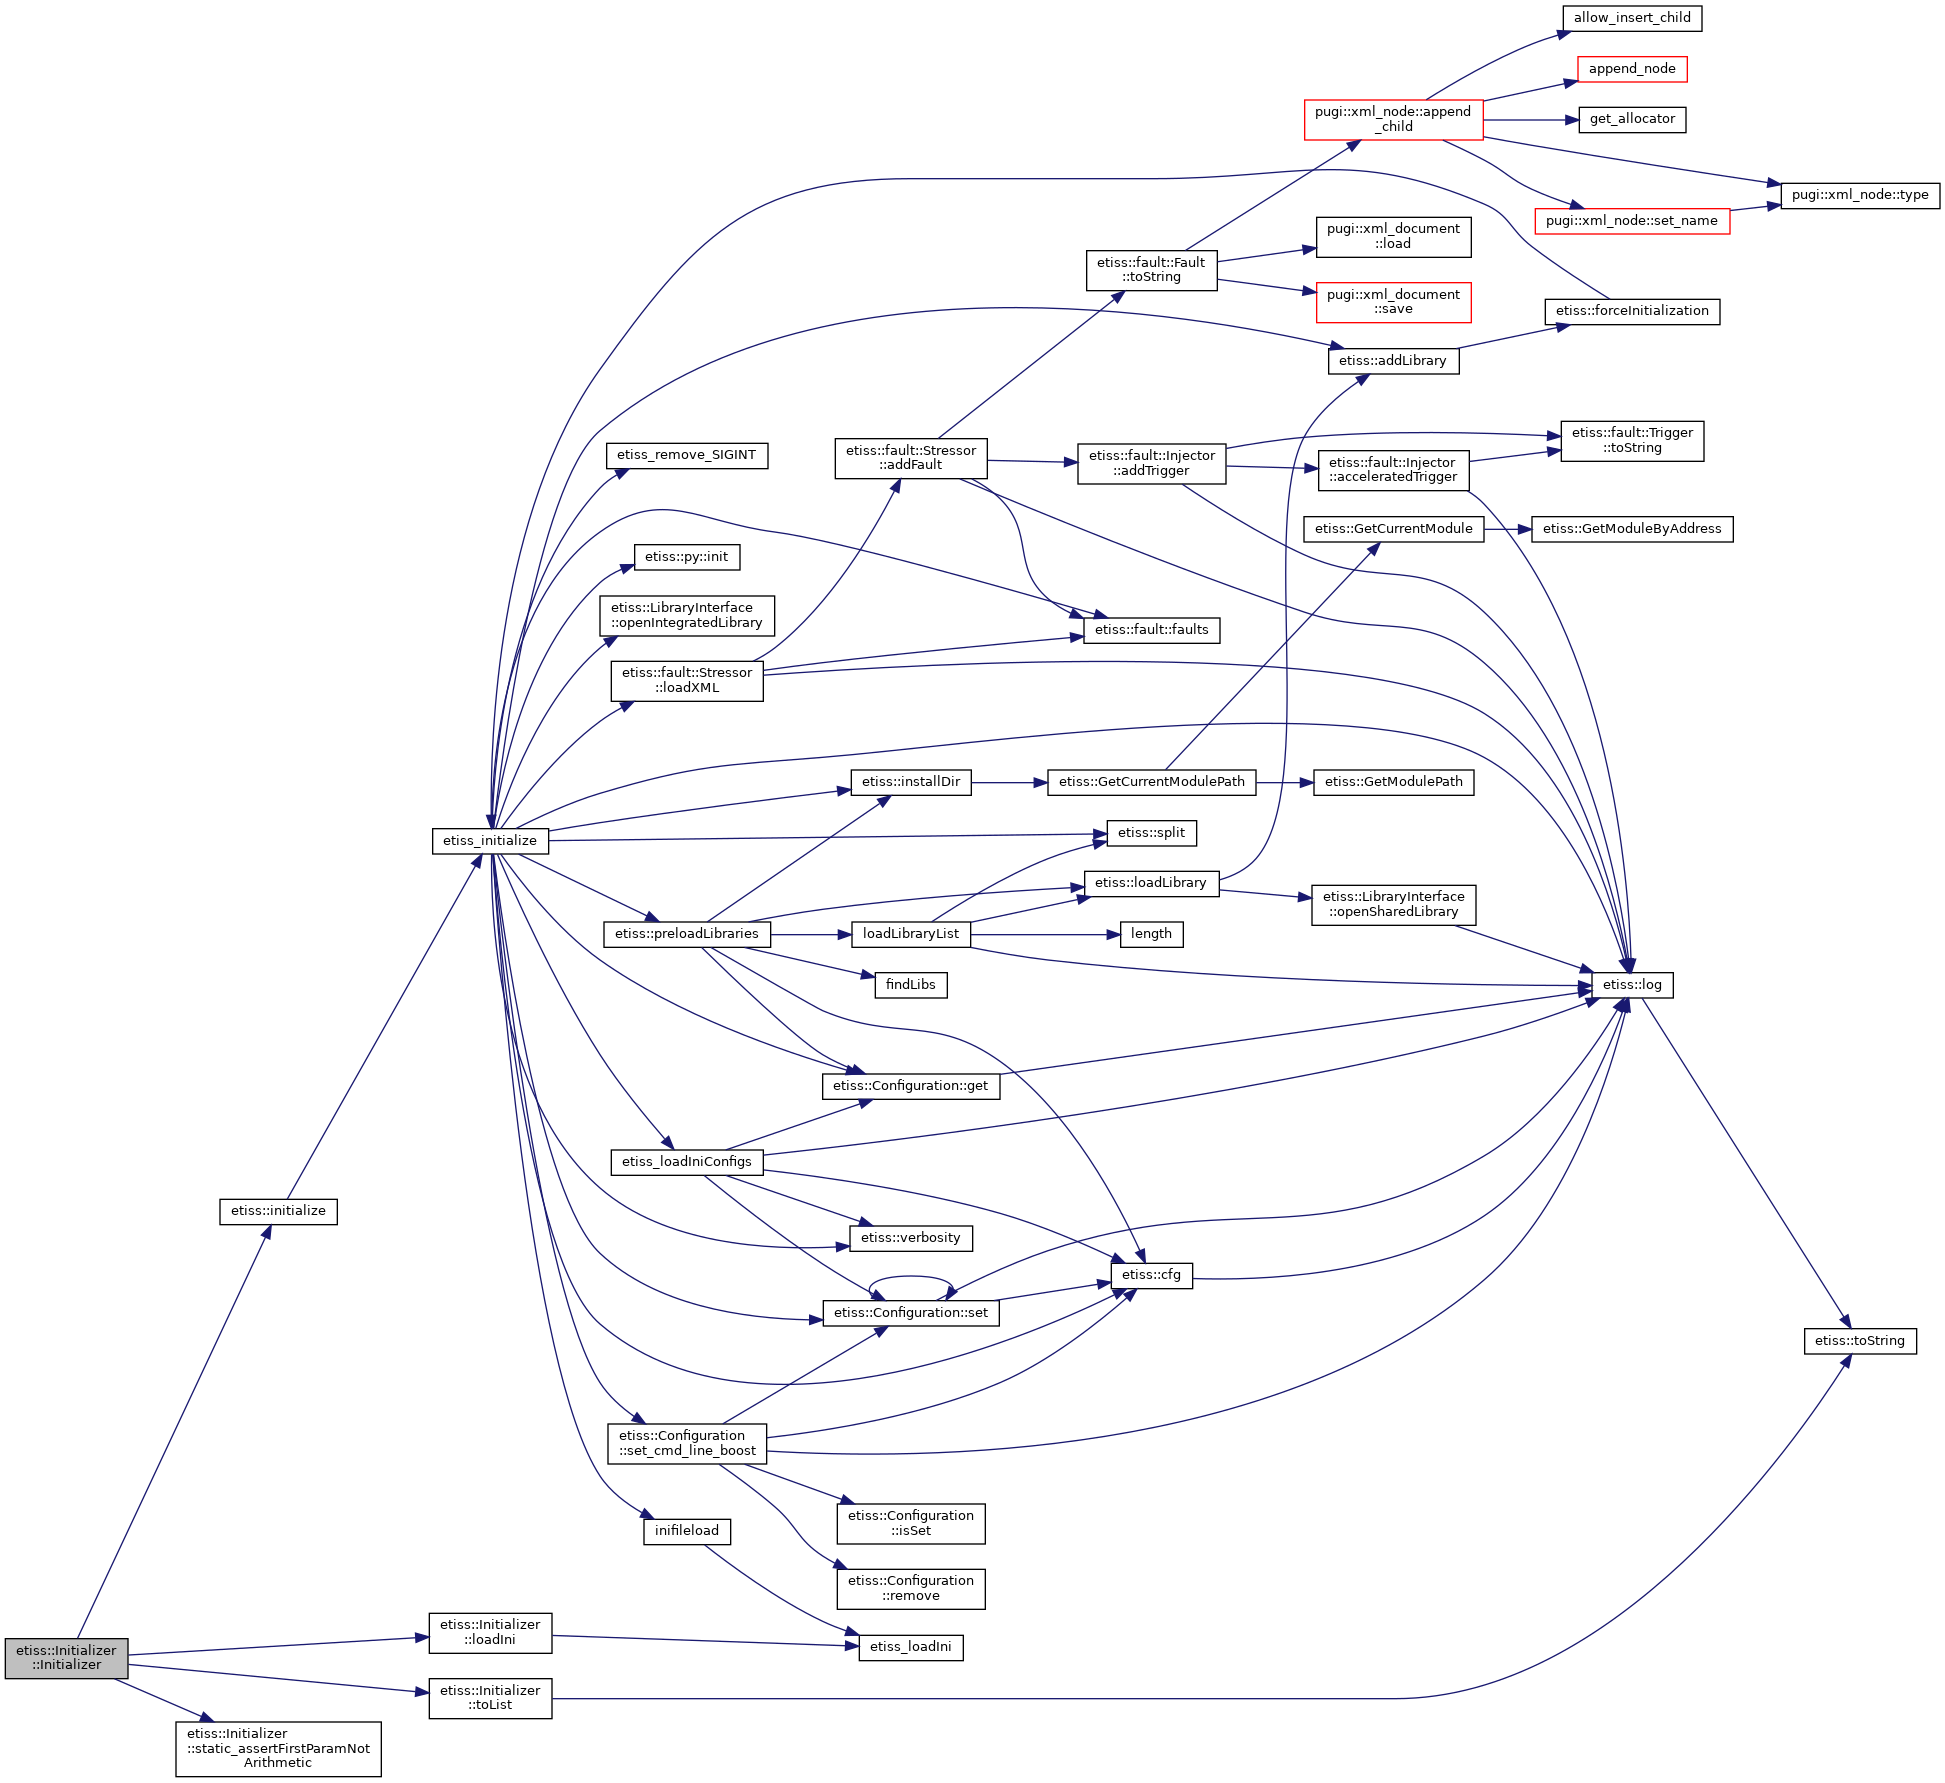 allow_insert_child
append_node
pugi::xml_node::append
_child
get_allocator
pugi::xml_node::type
pugi::xml_node::set_name
pugi::xml_document
::load
etiss::fault::Fault
::toString
pugi::xml_document
::save
etiss::forceInitialization
etiss::addLibrary
etiss_remove_SIGINT
etiss::fault::Stressor
::addFault
etiss::fault::Injector
::addTrigger
etiss::fault::Trigger
::toString
etiss::fault::Injector
::acceleratedTrigger
etiss::GetCurrentModule
etiss::GetModuleByAddress
etiss::py::init
etiss::LibraryInterface
::openIntegratedLibrary
etiss::fault::faults
etiss::fault::Stressor
::loadXML
etiss::installDir
etiss::GetCurrentModulePath
etiss::GetModulePath
etiss_initialize
etiss::split
etiss::loadLibrary
etiss::LibraryInterface
::openSharedLibrary
etiss::preloadLibraries
loadLibraryList
length
findLibs
etiss::log
etiss::Configuration::get
etiss_loadIniConfigs
etiss::initialize
etiss::verbosity
etiss::cfg
etiss::Configuration::set
etiss::toString
etiss::Configuration
::set_cmd_line_boost
etiss::Configuration
::isSet
inifileload
etiss::Configuration
::remove
etiss::Initializer
::loadIni
etiss_loadIni
etiss::Initializer
::Initializer
etiss::Initializer
::toList
etiss::Initializer
::static_assertFirstParamNot
Arithmetic